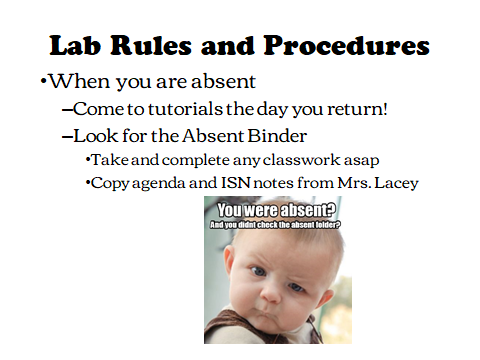 Lab Rules and Procedures
•When you are absent
–Come to tutorials the day you return!
–Look for the Absent Binder
•Take and complete any classwork asap
•Copy agenda and ISN notes from Mrs. Lacey
You were absent?
And you didnt check the absent folder?